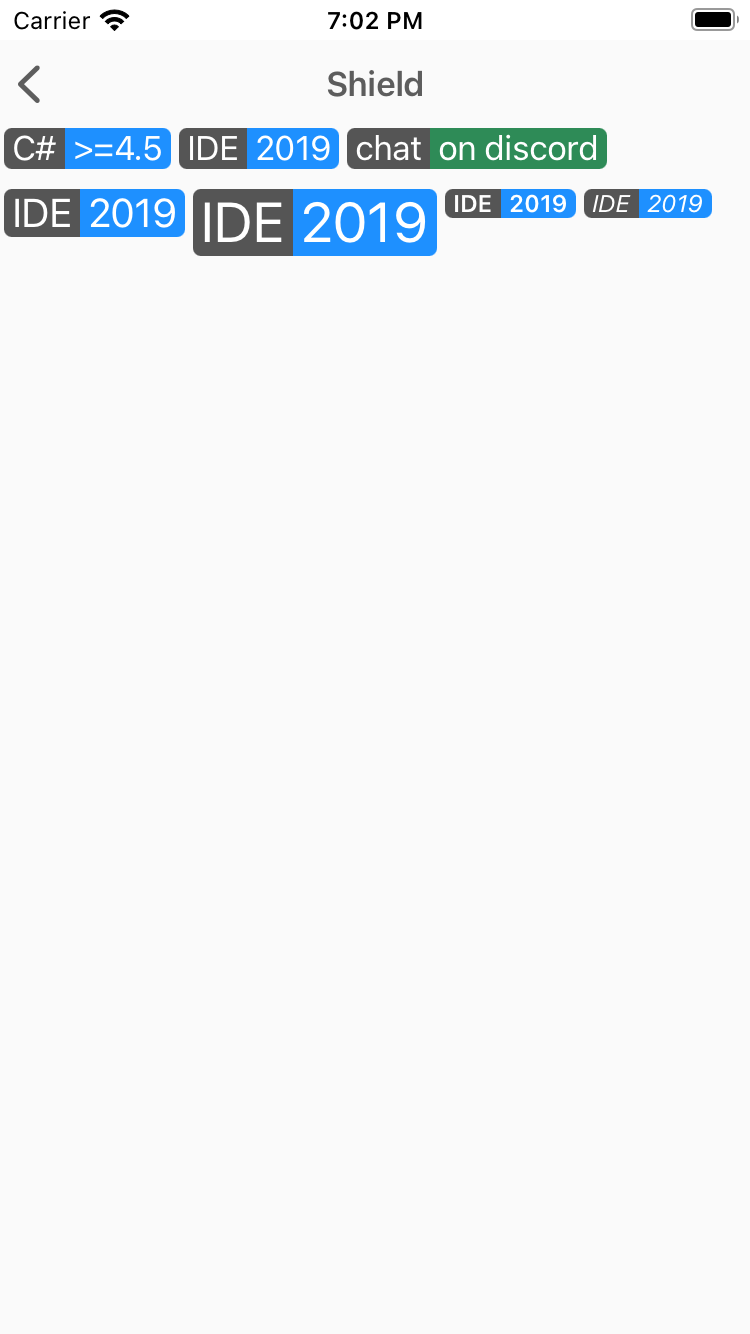 Carrier 7:02 PM
Shield
C# >=4.5 IDE 2019 chat on discord
IDE 2019 IDE 2019 IDE 2019 IDE 2019